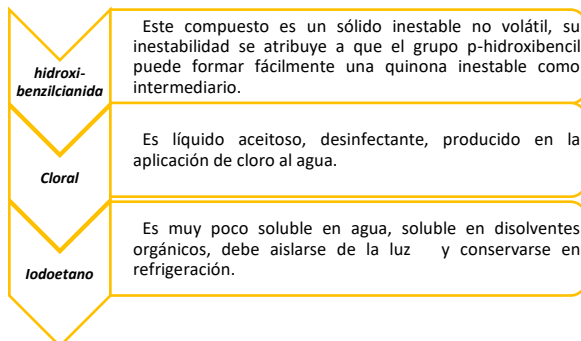 Este compuesto es un sólido inestable no volátil, su
inestabilidad se atribuye a que el grupo p-hidroxibencil
puede formar fácilmente una quinona inestable como
intermediario.
hidroxi-
benzilcianida
Es líquido aceitoso, desinfectante, producido en la
aplicación de cloro al agua.
Cloral
Es muy poco soluble en agua, soluble en disolventes
orgánicos, debe aislarse de la luz y conservarse en
refrigeración.
Iodoetano